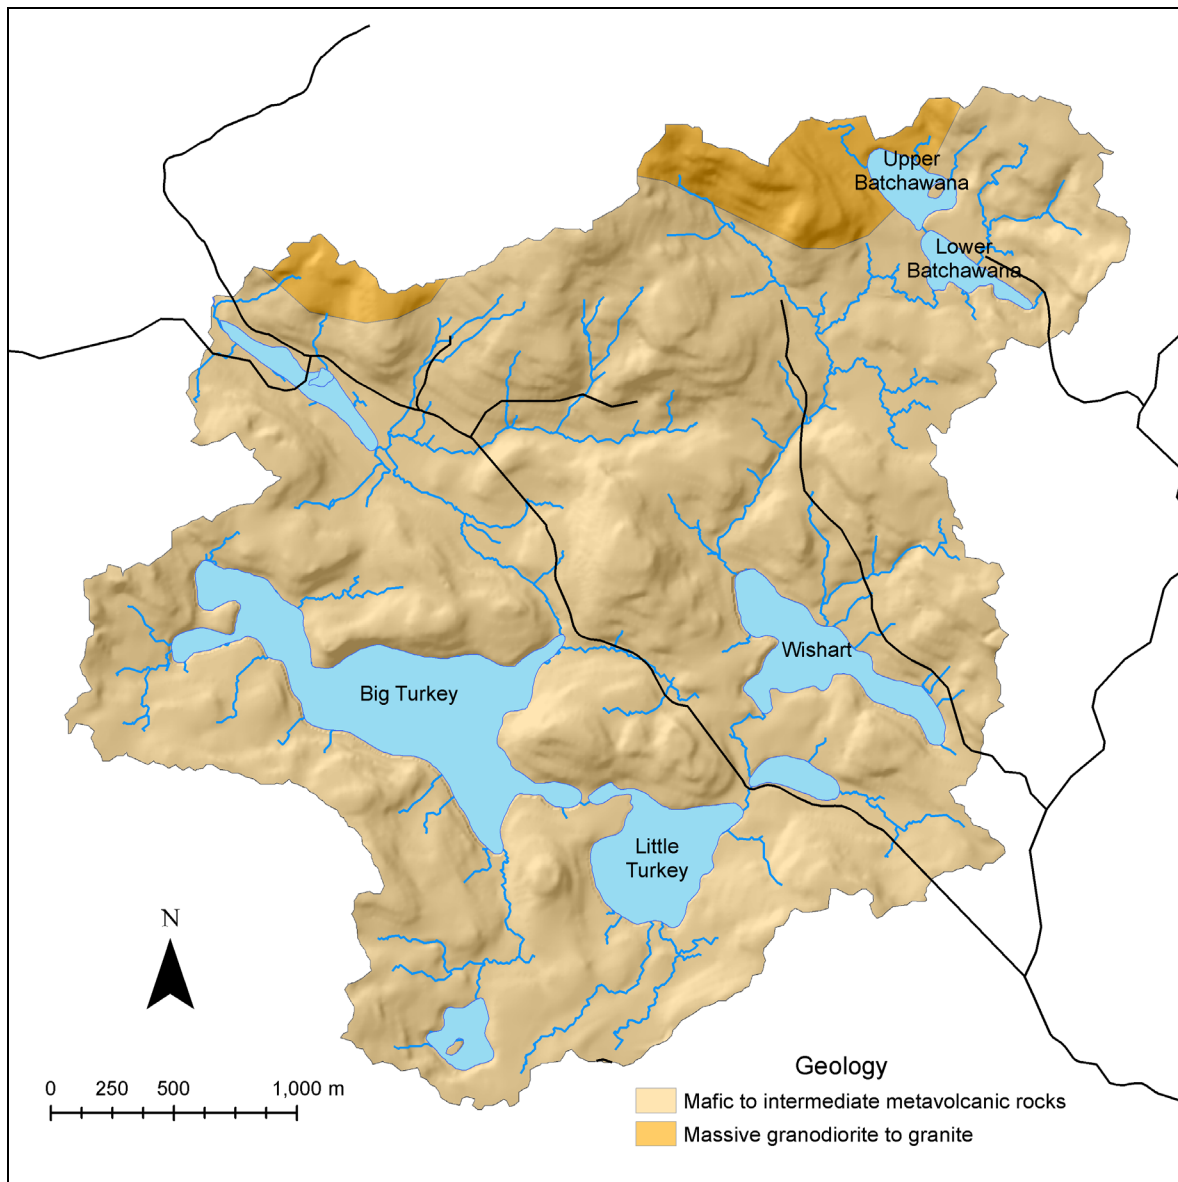 Upper
Batchawana
Lower
Batchawana
Wishart
Big Turkey
Little
Turkey
N
0 250 500 1,000 m
Geology
Mafic to intermediate metavolcanic rocks
Massive granodiorite to granite